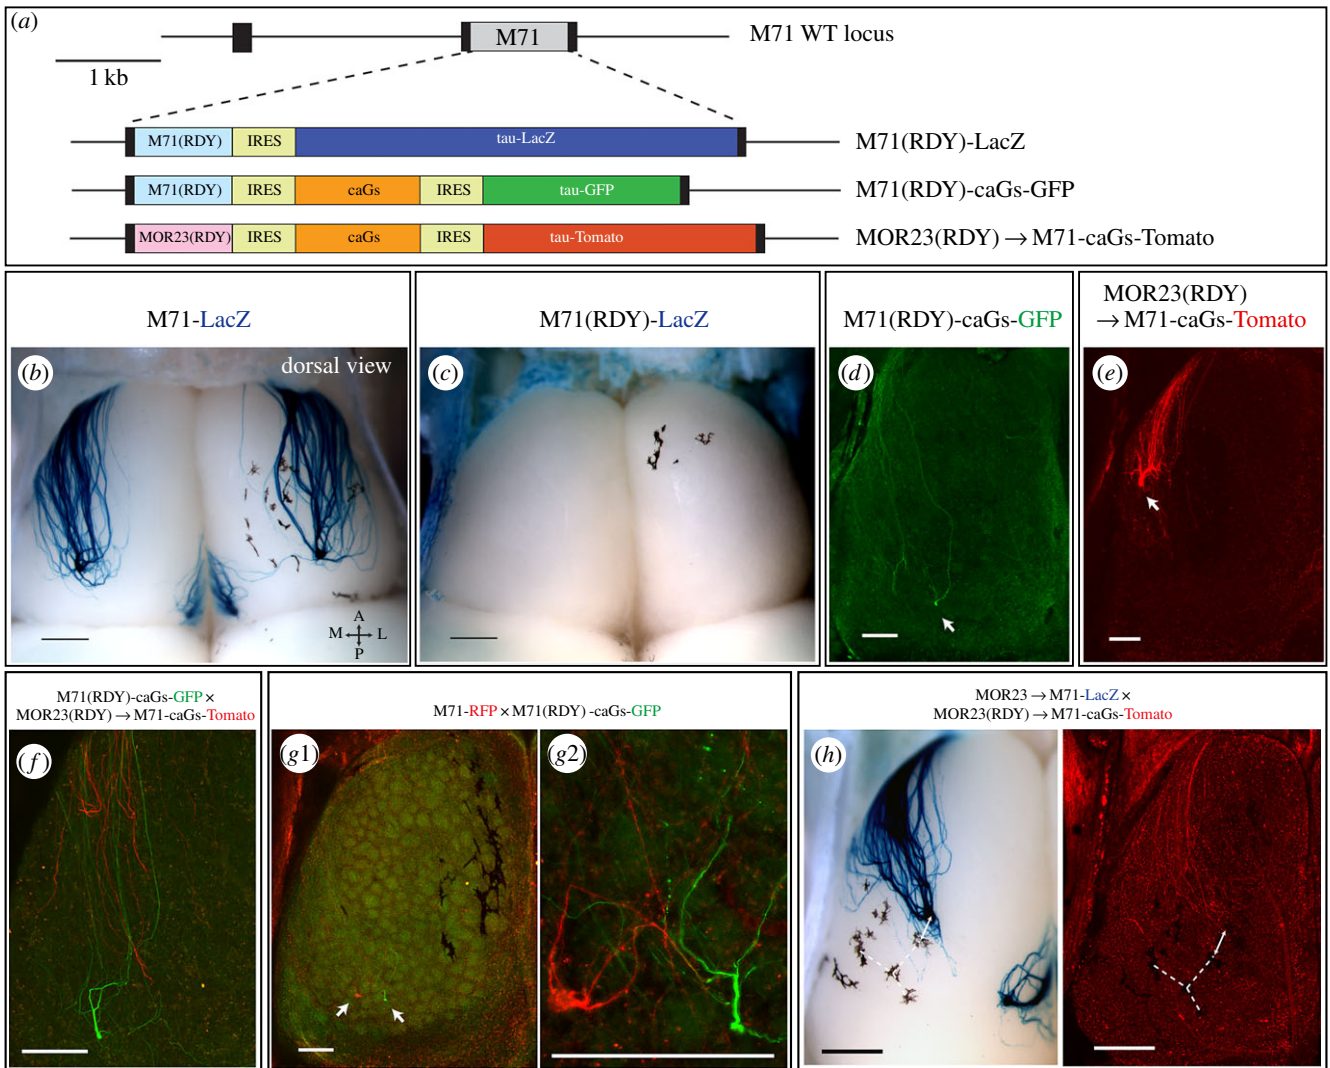 (a)
M71
M71 WT locus
1 kb
M71(RDY) IRES tau-LacZ
M71(RDY)-LacZ
M71(RDY) IRES caGs IRES tau-GFP
M71(RDY)-caGs-GFP
MOR23(RDY) IRES caGs IRES tau-Tomato
MOR23(RDY) → M71-caGs-Tomato
M71-LacZ
(b)
dorsal view
A
M L
P
M71(RDY)-LacZ
(c)
M71(RDY)-caGs-GFP
(d)
MOR23(RDY)
→ M71-caGs-Tomato
(e)
M71(RDY)-caGs-GFP ×
MOR23(RDY) → M71-caGs-Tomato
(f)
M71-RFP × M71(RDY) -caGs-GFP
(g1)
(g2)
MOR23 → M71-LacZ ×
MOR23(RDY) → M71-caGs-Tomato
(h)